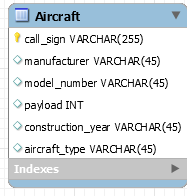 Aircraft
call_sign VARCHAR(255)
manufacturer VARCHAR(45)
model_number VARCHAR(45)
payload INT
construction_year VARCHAR(45)
aircraft_type VARCHAR(45)
Indexes